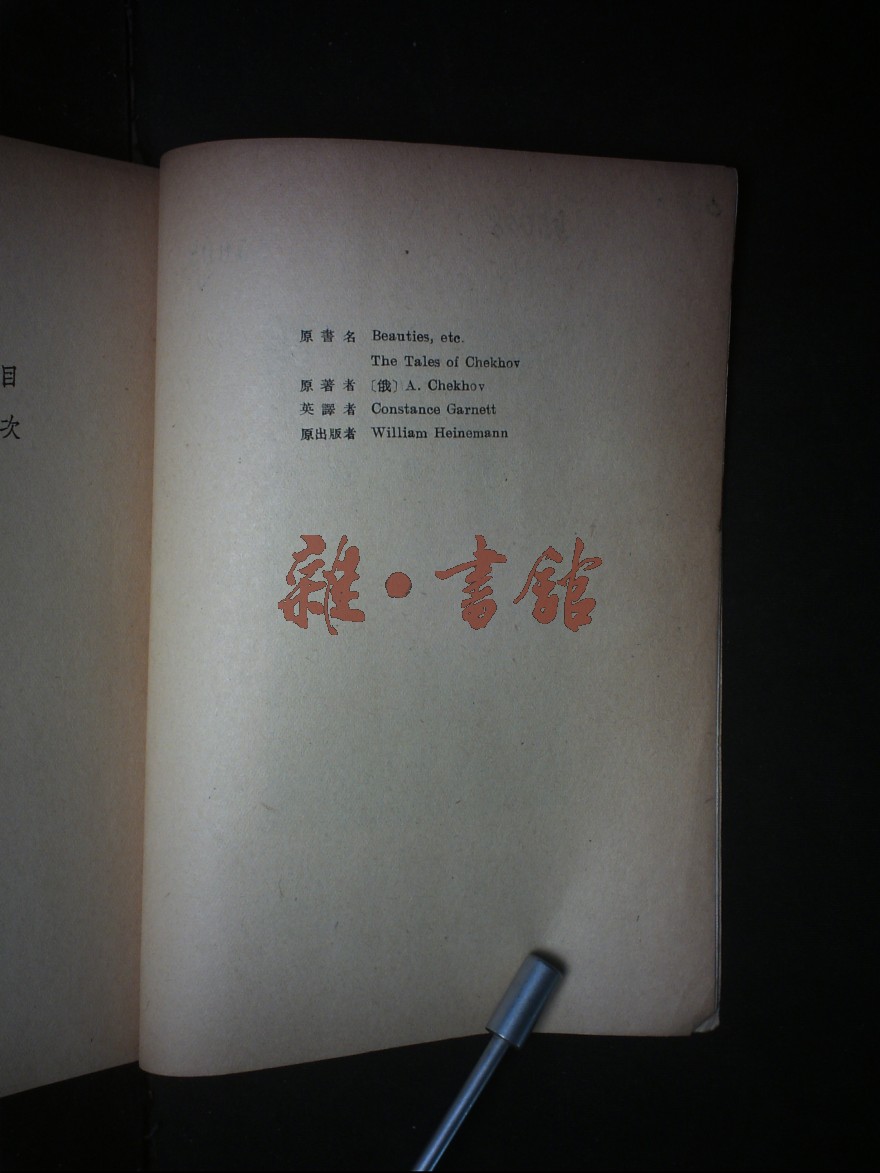 目
次
原書名 Beauties, etc.
The Tales of Chekhov
原著者 〔俄〕 A. Chekhov
英譯者 Constance Garnett
原出版者 William Heinemann
雜·書館